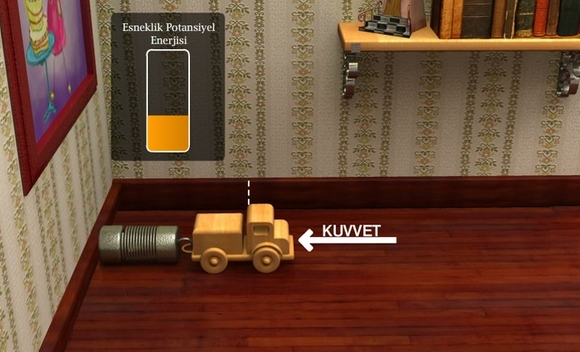 Esneklik Potansiyel
Enerjisi
KUVVET